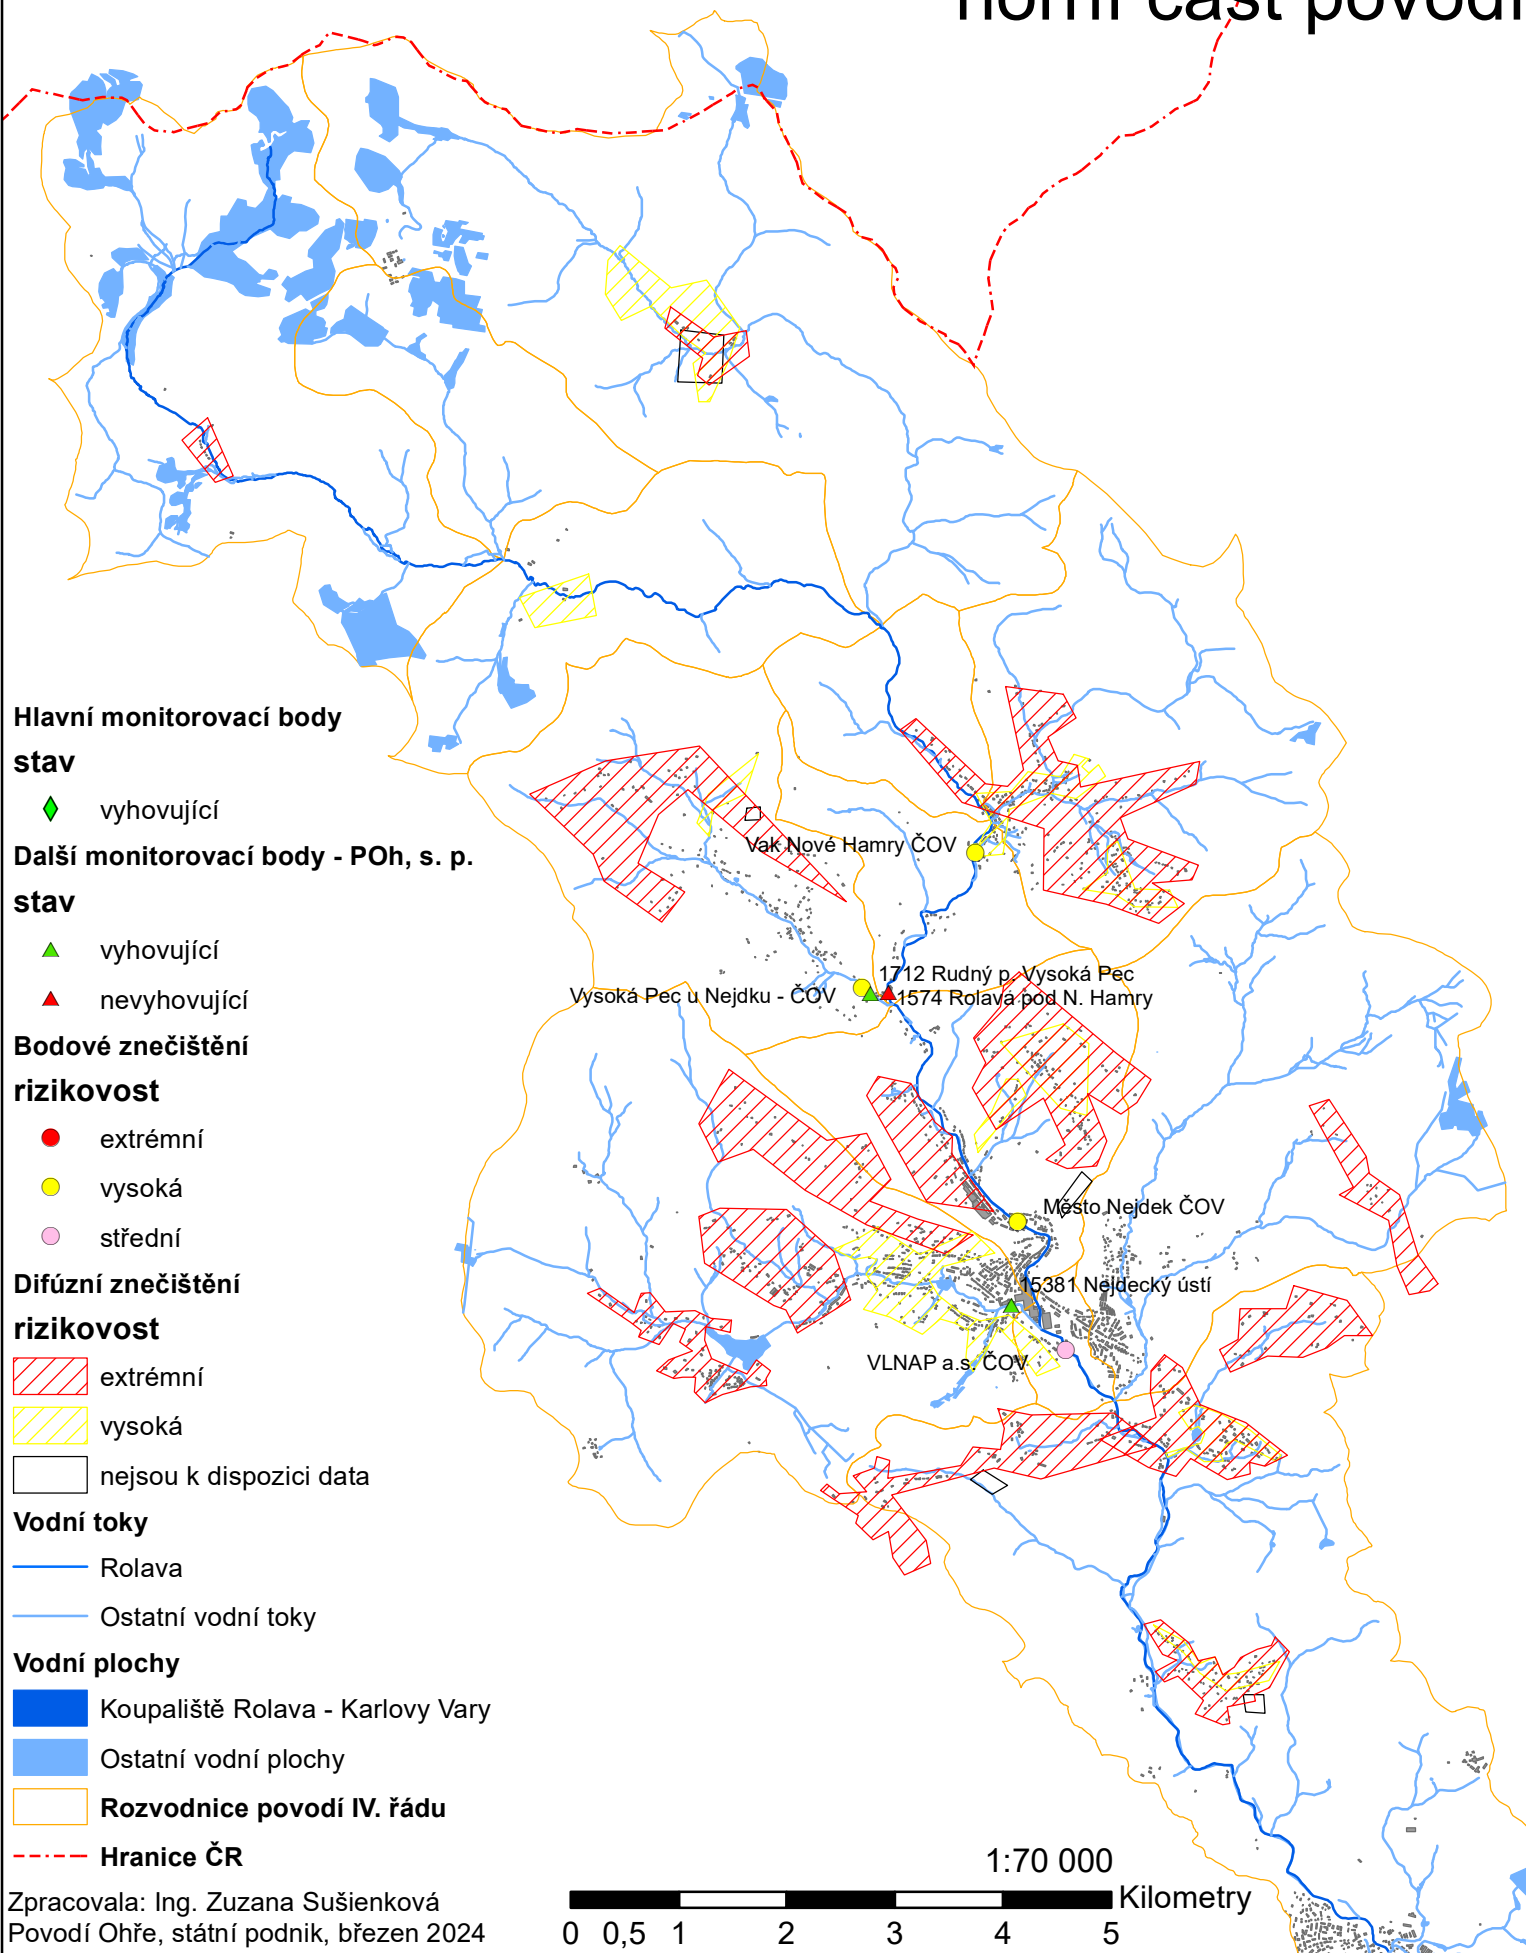 horní část povodí
Hlavní monitorovací body
stav
vyhovující
Další monitorovací body - POh, s. p.
stav
vyhovující
nevyhovující
Bodové znečištění
rizikovost
extrémní
vysoká
střední
Difúzní znečištění
rizikovost
extrémní
vysoká
nejsou k dispozici data
Vodní toky
Rolava
Ostatní vodní toky
Vodní plochy
Koupaliště Rolava - Karlovy Vary
Ostatní vodní plochy
Rozvodnice povodí IV. řádu
Hranice ČR
Zpracovala: Ing. Zuzana Sušienková
Povodí Ohře, státní podnik, březen 2024
Vak Nové Hamry ČOV
1712 Rudný p. Vysoká Pec
Vysoká Pec u Nejdku - ČOV
1574 Rolava pod N. Hamry
Město Nejdek ČOV
15381 Nejdecký ústí
VLNAP a.s. ČOV
1:70 000
Kilometry
0 0,5 1 2 3 4 5